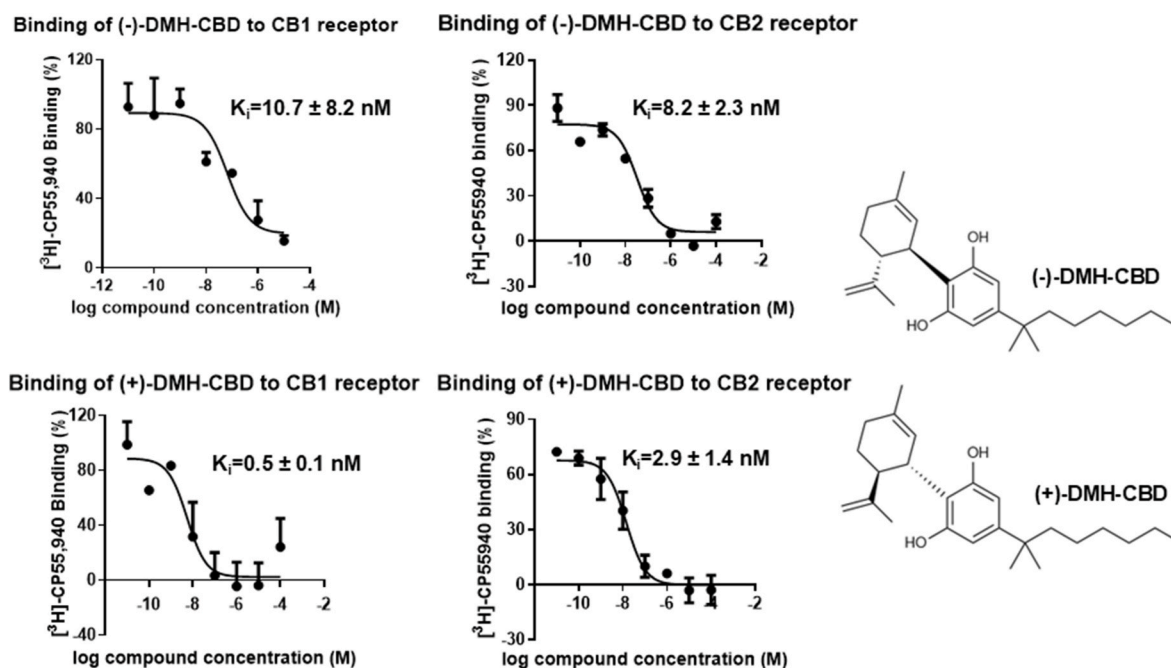 Binding of (-)-DMH-CBD to CB1 receptor
[³H]-CP55,940 Binding (%)
120
80
40
0
Kᵢ=10.7 ± 8.2 nM
-12 -10 -8 -6 -4
log compound concentration (M)
Binding of (-)-DMH-CBD to CB2 receptor
[³H]-CP55940 binding (%)
120
90
60
30
0
-30
Kᵢ=8.2 ± 2.3 nM
-10 -8 -6 -4 -2
log compound concentration (M)
OH
HO
(-)-DMH-CBD
Binding of (+)-DMH-CBD to CB1 receptor
[³H]-CP55,940 Binding (%)
120
80
40
0
-40
Kᵢ=0.5 ± 0.1 nM
-10 -8 -6 -4 -2
log compound concentration (M)
Binding of (+)-DMH-CBD to CB2 receptor
[³H]-CP55940 binding (%)
90
60
30
0
-30
Kᵢ=2.9 ± 1.4 nM
-10 -8 -6 -4 -2
log compound concentration (M)
OH
HO
(+)-DMH-CBD